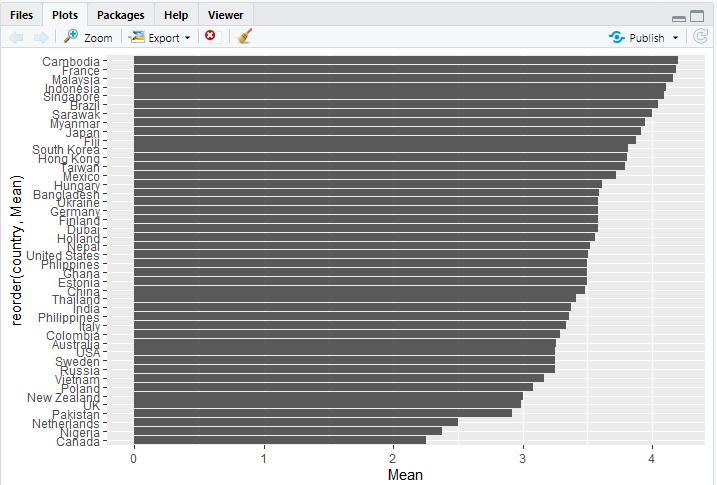 Files Plots Packages Help Viewer
Zoom Export Publish
Cambodia
France
Malaysia
Indonesia
Singapore
Brazil
Sarawak
Myanmar
Japan
Fiji
South Korea
Hong Kong
Taiwan
Mexico
Hungary
Bangladesh
Ukraine
Germany
Finland
Dubai
Holland
Nepal
United States
Phlippines
Ghana
Estonia
China
Thailand
India
Philippines
Italy
Colombia
Australia
USA
Sweden
Russia
Vietnam
Poland
New Zealand
UK
Pakistan
Netherlands
Nigeria
Canada
reorder(country, Mean)
0 1 2 3 4
Mean